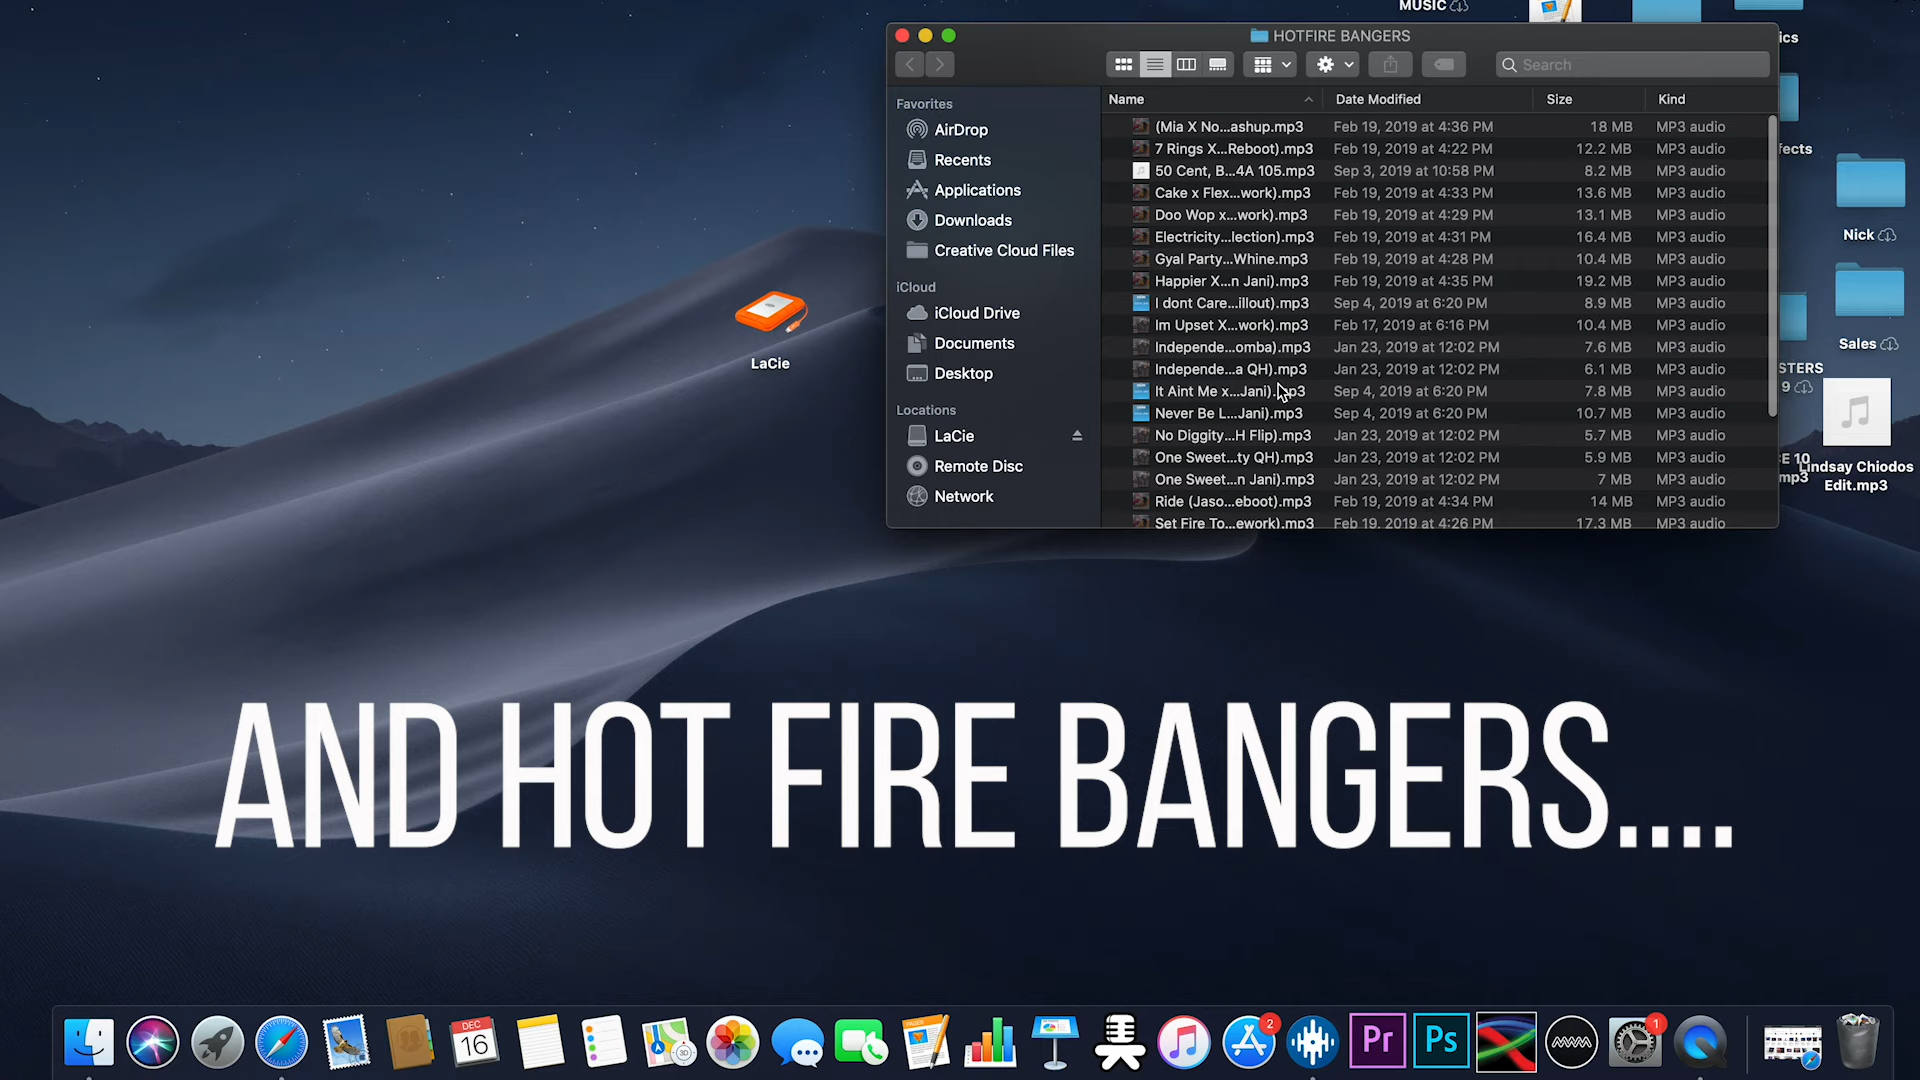 MUSIC
HOTFIRE BANGERS
Search
Favorites
AirDrop
Recents
Applications
Downloads
Creative Cloud Files
iCloud
iCloud Drive
Documents
Desktop
Locations
LaCie
Remote Disc
Network
Name Date Modified Size Kind
(Mia X No...ashup.mp3 Feb 19, 2019 at 4:36 PM 18 MB MP3 audio
7 Rings X...Reboot).mp3 Feb 19, 2019 at 4:22 PM 12.2 MB MP3 audio
50 Cent, B...4A 105.mp3 Sep 3, 2019 at 10:58 PM 8.2 MB MP3 audio
Cake x Flex...work).mp3 Feb 19, 2019 at 4:33 PM 13.6 MB MP3 audio
Doo Wop x...work).mp3 Feb 19, 2019 at 4:29 PM 13.1 MB MP3 audio
Electricity...lection).mp3 Feb 19, 2019 at 4:31 PM 16.4 MB MP3 audio
Gyal Party...Whine.mp3 Feb 19, 2019 at 4:28 PM 10.4 MB MP3 audio
Happier X...n Jani).mp3 Feb 19, 2019 at 4:35 PM 19.2 MB MP3 audio
I dont Care...illout).mp3 Sep 4, 2019 at 6:20 PM 8.9 MB MP3 audio
Im Upset X...work).mp3 Feb 17, 2019 at 6:16 PM 10.4 MB MP3 audio
Independe...omba).mp3 Jan 23, 2019 at 12:02 PM 7.6 MB MP3 audio
Independe...a QH).mp3 Jan 23, 2019 at 12:02 PM 6.1 MB MP3 audio
It Aint Me x...Jani).mp3 Sep 4, 2019 at 6:20 PM 7.8 MB MP3 audio
Never Be L...Jani).mp3 Sep 4, 2019 at 6:20 PM 10.7 MB MP3 audio
No Diggity...H Flip).mp3 Jan 23, 2019 at 12:02 PM 5.7 MB MP3 audio
One Sweet...ty QH).mp3 Jan 23, 2019 at 12:02 PM 5.9 MB MP3 audio
One Sweet...n Jani).mp3 Jan 23, 2019 at 12:02 PM 7 MB MP3 audio
Ride (Jaso...eboot).mp3 Feb 19, 2019 at 4:34 PM 14 MB MP3 audio
Set Fire To...ework).mp3 Feb 19, 2019 at 4:26 PM 17.3 MB MP3 audio
ics
fects
Nick
Sales
STERS
9
E 10
mp3
Lindsay Chiodos
Edit.mp3
LaCie
AND HOT FIRE BANGERS....
DEC
16
30
2
Pr
Ps
1